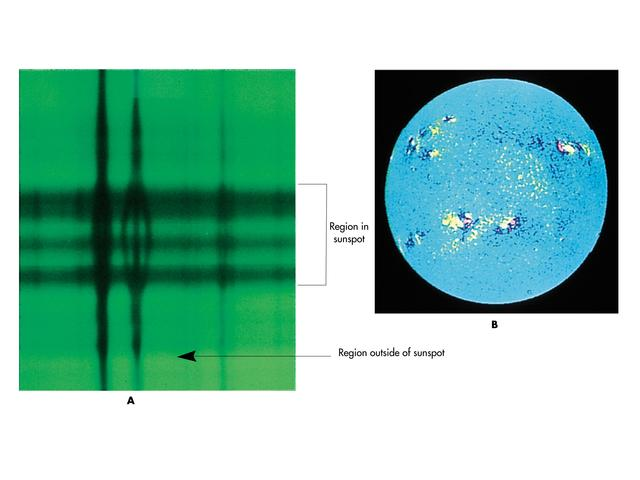 Region in
sunspot
B
Region outside of sunspot
A